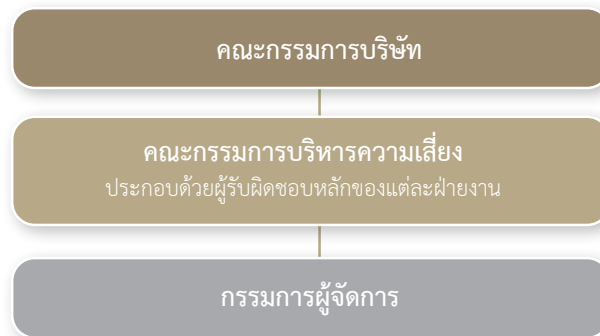 คณะกรรมการบริษัท
คณะกรรมการบริหารความเสี่ยง
ประกอบด้วยผู้รับผิดชอบหลักของแต่ละฝ่ายงาน
กรรมการผู้จัดการ